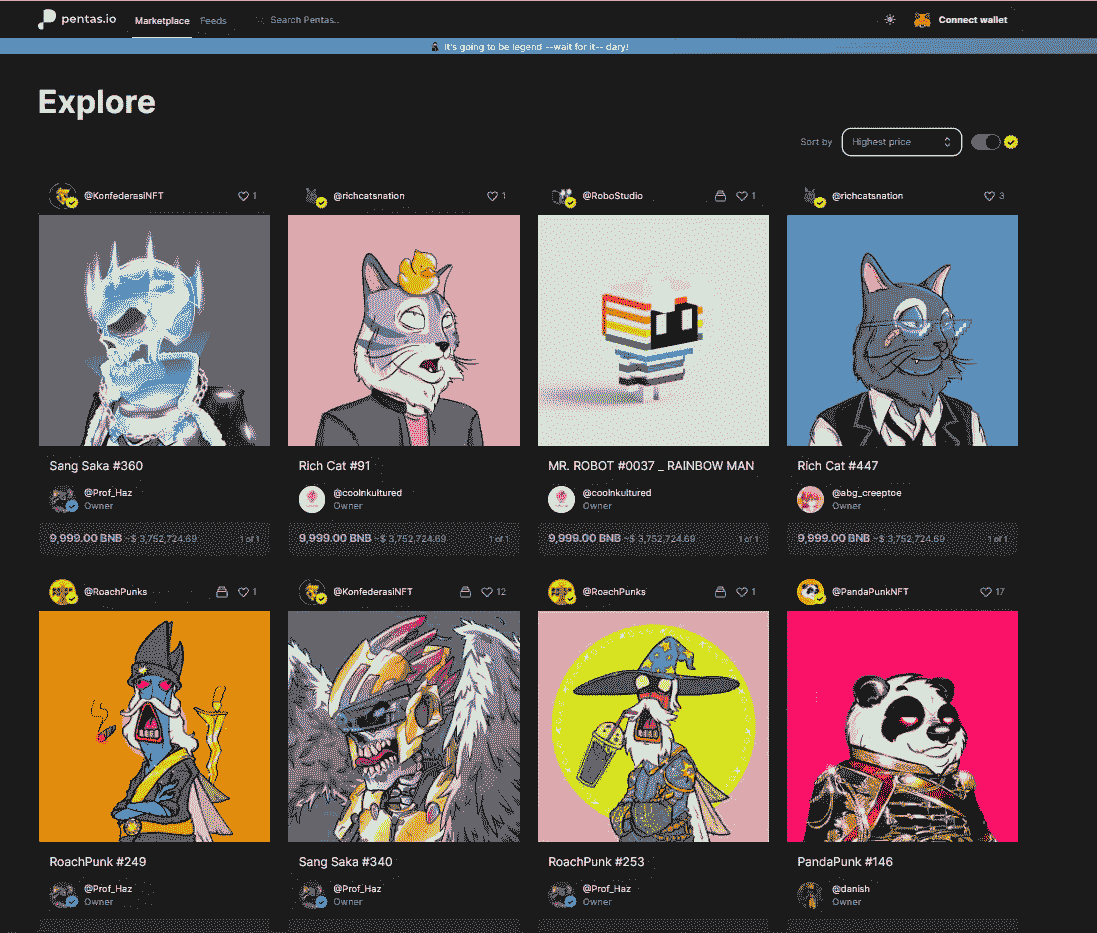 pentas.io Marketplace Feeds Search Pentas.. Connect wallet
It's going to be legend --wait for it-- dary!
Explore
Sort by Highest price
@KonfederasiNFT 1 @richcatsnation 1 @RoboStudio 1 @richcatsnation 3
Sang Saka #360 Rich Cat #91 MR. ROBOT #0037 _ RAINBOW MAN Rich Cat #447
@Prof_Haz @coolnkultured @coolnkultured @abg_creeptoe
Owner Owner Owner Owner
9,999.00 BNB ~$ 3,752,724.69 1 of 1 9,999.00 BNB ~$ 3,752,724.69 1 of 1 9,999.00 BNB ~$ 3,752,724.69 1 of 1 9,999.00 BNB ~$ 3,752,724.69 1 of 1
@RoachPunks 1 @KonfederasiNFT 12 @RoachPunks 1 @PandaPunkNFT 17
RoachPunk #249 Sang Saka #340 RoachPunk #253 PandaPunk #146
@Prof_Haz @Prof_Haz @Prof_Haz @danish
Owner Owner Owner Owner